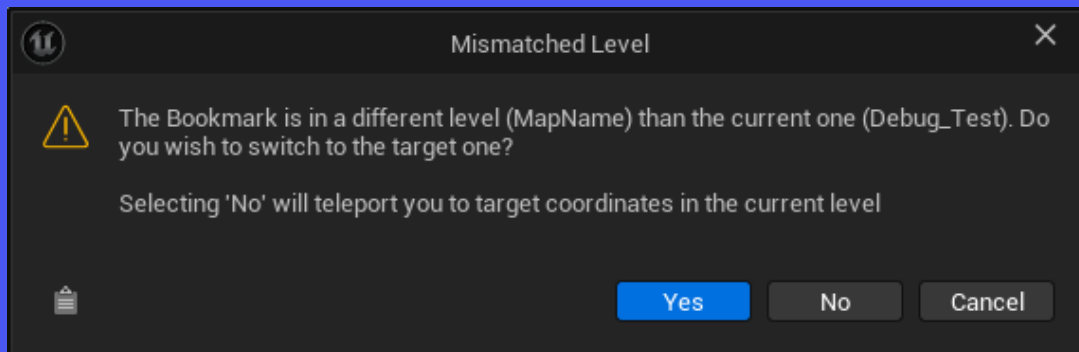 Mismatched Level
The Bookmark is in a different level (MapName) than the current one (Debug_Test). Do
you wish to switch to the target one?
Selecting 'No' will teleport you to target coordinates in the current level
Yes No Cancel